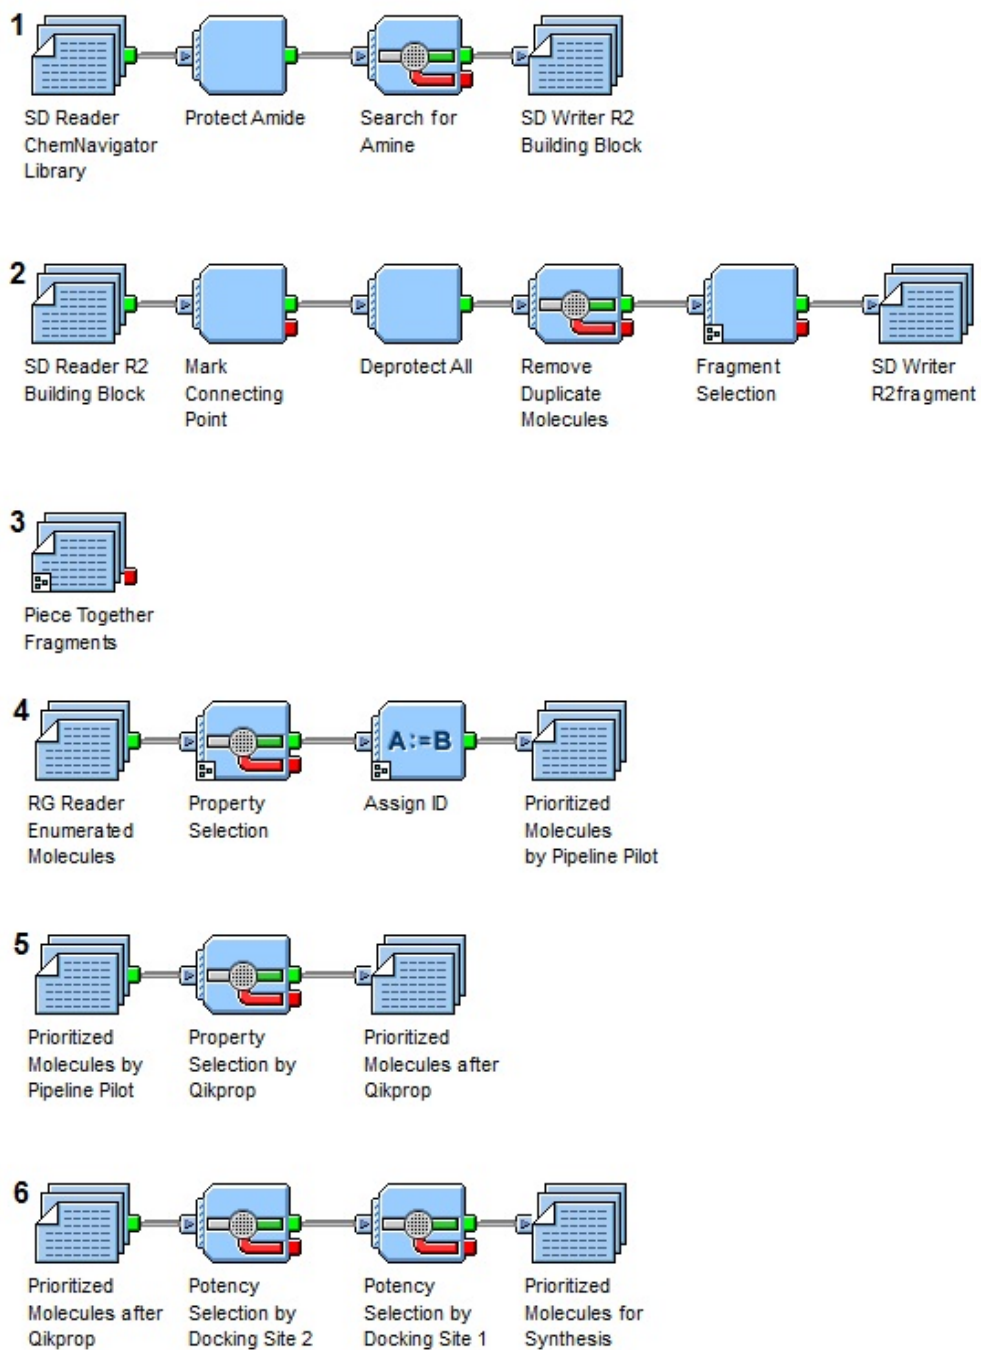 1
SD Reader
ChemNavigator
Library
Protect Amide
Search for
Amine
SD Writer R2
Building Block
2
SD Reader R2
Building Block
Mark
Connecting
Point
Deprotect All
Remove
Duplicate
Molecules
Fragment
Selection
SD Writer
R2fragment
3
Piece Together
Fragments
4
RG Reader
Enumerated
Molecules
Property
Selection
A:=B
Assign ID
Prioritized
Molecules
by Pipeline Pilot
5
Prioritized
Molecules by
Pipeline Pilot
Property
Selection by
Qikprop
Prioritized
Molecules after
Qikprop
6
Prioritized
Molecules after
Qikprop
Potency
Selection by
Docking Site 2
Potency
Selection by
Docking Site 1
Prioritized
Molecules for
Synthesis